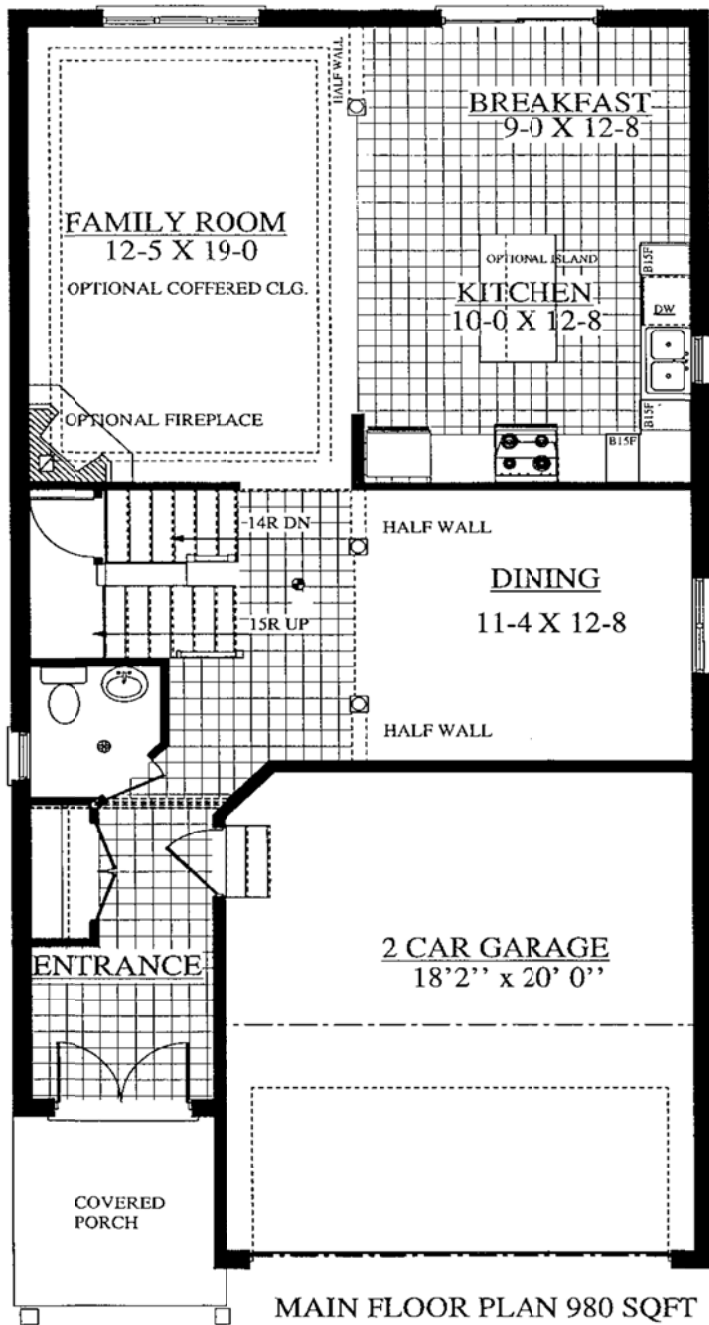 HALF WALL
BREAKFAST
9-0 X 12-8
FAMILY ROOM
12-5 X 19-0
OPTIONAL COFFERED CLG.
OPTIONAL ISLAND
KITCHEN
10-0 X 12-8
B15F
DW
B15F
B15F
OPTIONAL FIREPLACE
14R DN
HALF WALL
DINING
11-4 X 12-8
15R UP
HALF WALL
ENTRANCE
2 CAR GARAGE
18'2'' x 20' 0''
COVERED
PORCH
MAIN FLOOR PLAN 980 SQFT